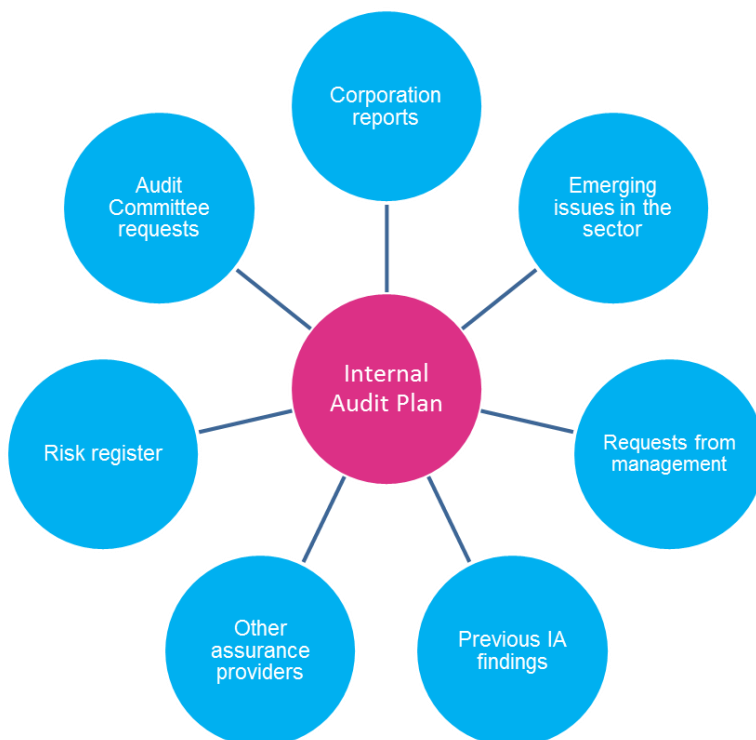 Corporation
reports
Emerging
issues in the
sector
Requests from
management
Previous IA
findings
Other
assurance
providers
Risk register
Audit
Committee
requests
Internal
Audit Plan